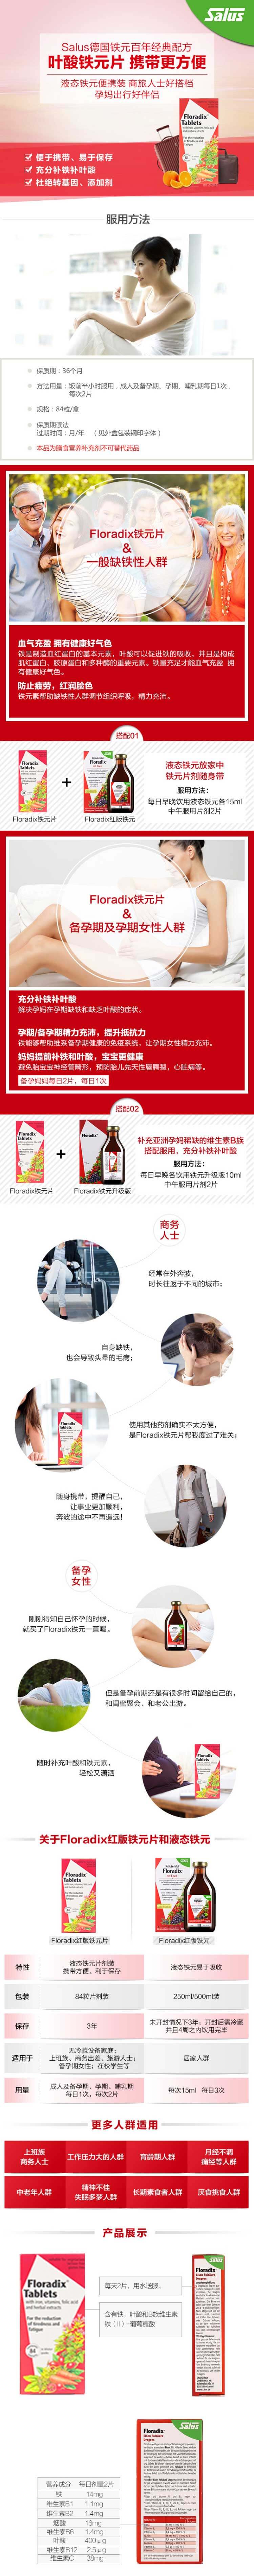 Salus
Salus德国铁元百年经典配方
叶酸铁元片 携带更方便
液态铁元便携装 商旅人士好搭档
孕妈出行好伴侣
便于携带、易于保存
充分补铁补叶酸
杜绝转基因、添加剂
Floradix
Tablets
服用方法
保质期：36个月
方法用量：饭前半小时服用，成人及备孕期、孕期、哺乳期每日1次，
每次2片
规格：84粒/盒
保质期读法
过期时间：月/年 （见外盒包装钢印字体）
本品为膳食营养补充剂不可替代药品
Floradix铁元片
&
一般缺铁性人群
血气充盈 拥有健康好气色
铁是制造血红蛋白的基本元素，叶酸可以促进铁的吸收，并且是构成
肌红蛋白、胶原蛋白和多种酶的重要元素，铁量充足才能血气充盈 拥
有健康好气色。
防止疲劳，红润脸色
铁元素帮助缺铁性人群调节组织呼吸，精力充沛。
搭配01
Floradix
Tablets
+
Floradix铁元片
Floradix红版铁元
液态铁元放家中
铁元片剂随身带
服用方法：
每日早晚饮用液态铁元各15ml
中午服用片剂2片
Floradix铁元片
&
备孕期及孕期女性人群
充分补铁补叶酸
解决孕妈在孕期缺铁和缺乏叶酸的症状。
孕期/备孕期精力充沛，提升抵抗力
铁能够帮助维系备孕期健康的免疫系统，让孕期女性精力充沛。
妈妈提前补铁和叶酸，宝宝更健康
避免胎宝宝神经管畸形，预防胎儿先天性唇腭裂，心脏病等。
备孕妈妈每日2片，每日1次
搭配02
Floradix
Tablets
+
Floradix铁元片
Floradix铁元升级版
补充亚洲孕妈稀缺的维生素B族
搭配服用，充分补铁补叶酸
服用方法：
每日早晚各饮用铁元升级版10ml
中午服用片剂2片
商务
人士
经常在外奔波，
时长往返于不同的城市；
自身缺铁，
也会导致头晕的毛病；
使用其他药剂确实不太方便，
是Floradix铁元片帮我度过了难关；
随身携带，提醒自己，
让事业更加顺利，
奔波的途中不再遥远！
备孕
女性
刚刚得知自己怀孕的时候，
就买了Floradix铁元一直喝。
但是备孕前期还是有很多时间留给自己的，
和闺蜜聚会、和老公出游。
随时补充叶酸和铁元素，
轻松又潇洒
关于Floradix红版铁元片和液态铁元
Floradix
Tablets
Floradix红版铁元片
Floradix红版铁元
特性 液态铁元片剂装 携带方便，利于保存 液态铁元易于吸收
包装 84粒片剂装 250ml/500ml装
保存 3年 未开封情况下3年；开封后需冷藏 并且4周之内饮用完毕
适用于 无冷藏设备家庭； 上班族、商务出差、旅游人士； 备孕期女性；在校学生等 居家人群
用量 成人及备孕期、孕期、哺乳期 每日1次，每次2片 每次15ml 每日3次
更多人群适用
上班族
商务人士
工作压力大的人群
育龄期人群
月经不调
痛经等人群
中老年人群
精神不佳
失眠多梦人群
长期素食者人群
厌食挑食人群
产品展示
Floradix
Tablets
with iron, vitamins, folic acid
and herbal extract
For the reduction
of tiredness and
fatigue
84
每天2片，用水送服。
含有铁、叶酸和B族维生素
铁（Ⅱ）-葡萄糖酸
Floradix
Salus
Floradix
营养成分 每日剂量2片
铁 14mg
维生素B1 1.1mg
维生素B2 1.4mg
烟酸 16mg
维生素B6 1.4mg
叶酸 400μg
维生素B12 2.5μg
维生素C 38mg